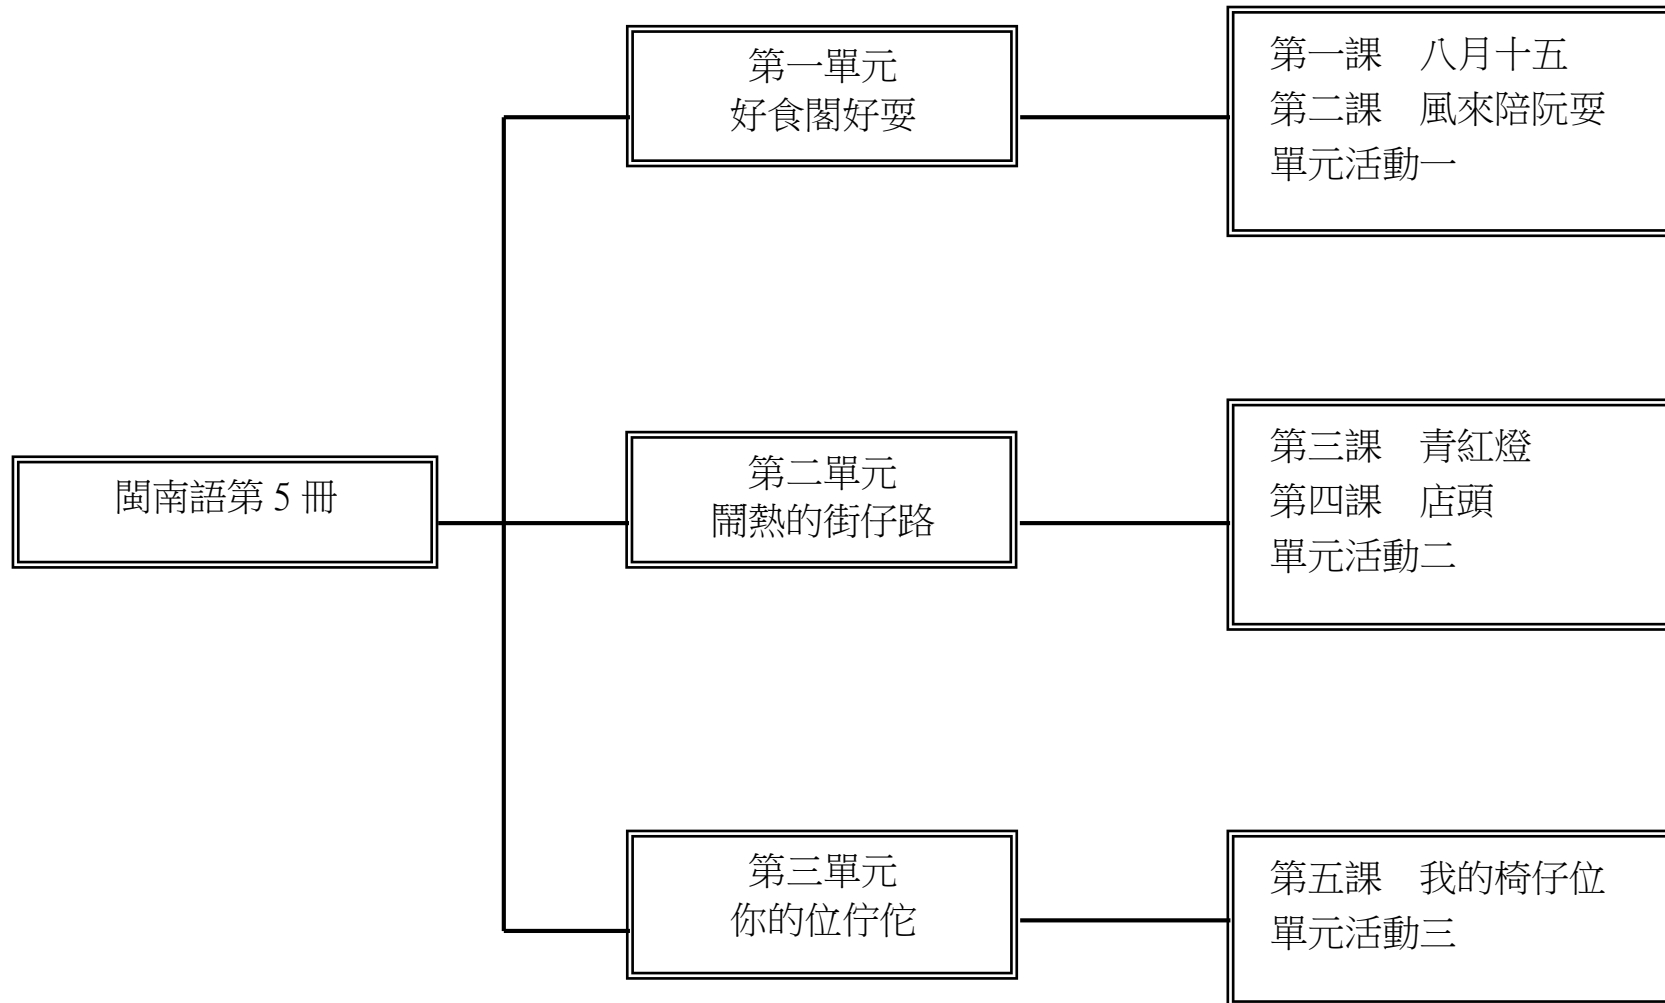 閩南語第 5 冊
第一單元
好食閣好耍
第一課　八月十五
第二課　風來陪阮耍
單元活動一
第二單元
鬧熱的街仔路
第三課　青紅燈
第四課　店頭
單元活動二
第三單元
你的位佇佗
第五課　我的椅仔位
單元活動三